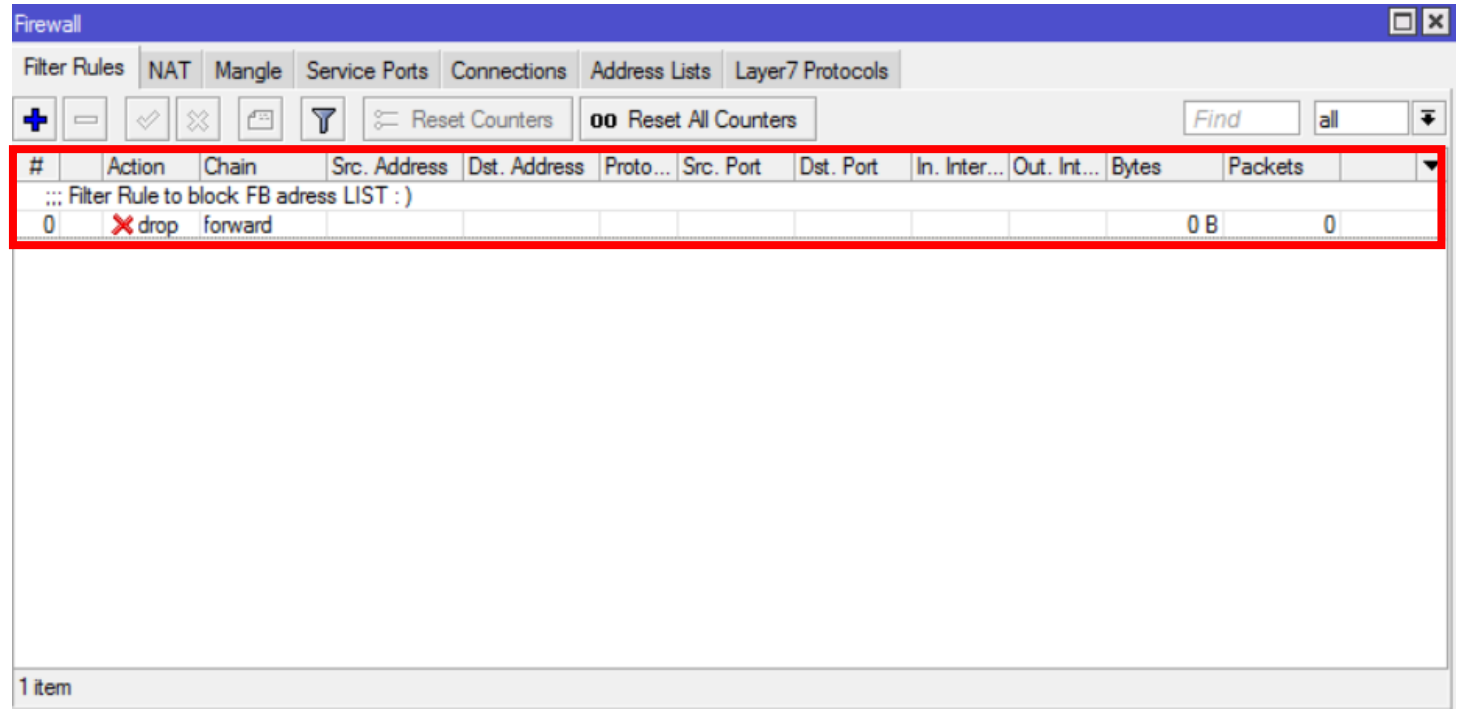 Firewall
Filter Rules NAT Mangle Service Ports Connections Address Lists Layer7 Protocols
Reset Counters 00 Reset All Counters Find all
# Action Chain Src. Address Dst. Address Proto... Src. Port Dst. Port In. Inter... Out. Int... Bytes Packets
;;; Filter Rule to block FB adress LIST : )
0 drop forward 0 B 0
1 item